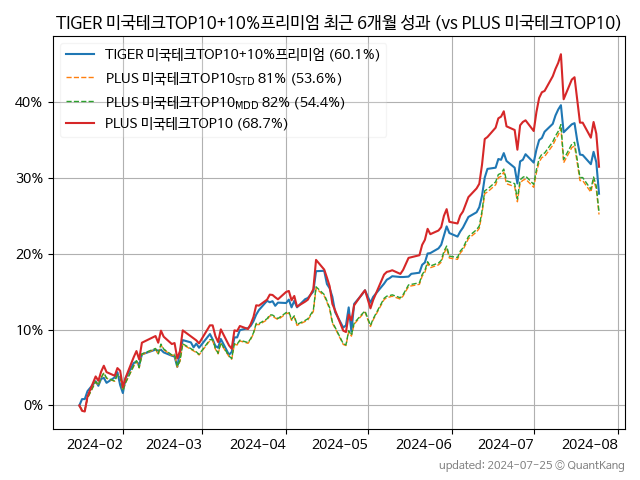 TIGER 미국테크TOP10+10%프리미엄 최근 6개월 성과 (vs PLUS 미국테크TOP10)
TIGER 미국테크TOP10+10%프리미엄 (60.1%)
PLUS 미국테크TOP10STD 81% (53.6%)
PLUS 미국테크TOP10MDD 82% (54.4%)
PLUS 미국테크TOP10 (68.7%)
40%
30%
20%
10%
0%
2024-02 2024-03 2024-04 2024-05 2024-06 2024-07 2024-08
updated: 2024-07-25 © QuantKang